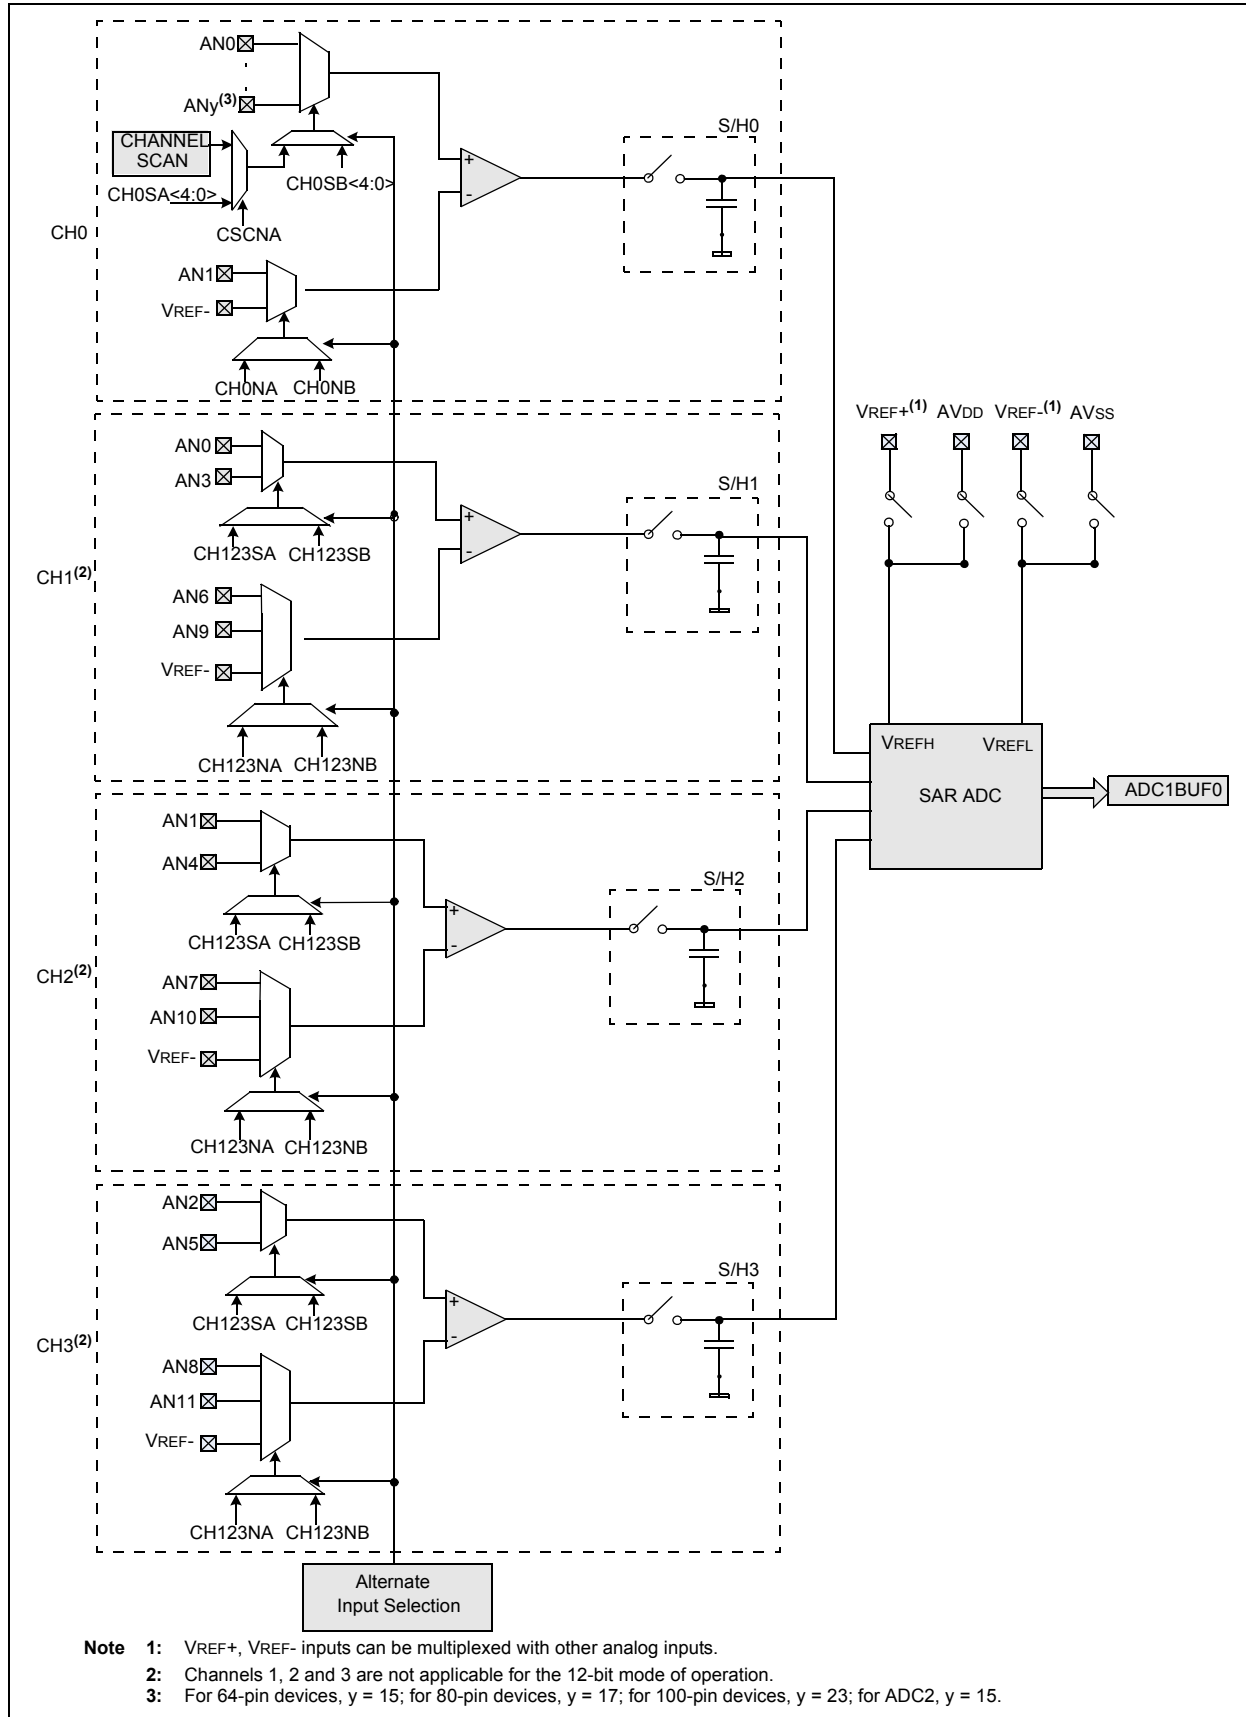 AN0
ANy(3)
CHANNEL
SCAN
CH0SA<4:0>
CH0SB<4:0>
CSCNA
CH0
AN1
VREF-
CH0NA CH0NB
+
-
S/H0
AN0
AN3
CH123SA CH123SB
CH1(2)
AN6
AN9
VREF-
CH123NA CH123NB
+
-
S/H1
VREF+(1) AVDD VREF-(1) AVSS
VREFH VREFL
SAR ADC
ADC1BUF0
AN1
AN4
CH123SA CH123SB
CH2(2)
AN7
AN10
VREF-
CH123NA CH123NB
+
-
S/H2
AN2
AN5
CH123SA CH123SB
CH3(2)
AN8
AN11
VREF-
CH123NA CH123NB
+
-
S/H3
Alternate
Input Selection
Note 1: VREF+, VREF- inputs can be multiplexed with other analog inputs.
2: Channels 1, 2 and 3 are not applicable for the 12-bit mode of operation.
3: For 64-pin devices, y = 15; for 80-pin devices, y = 17; for 100-pin devices, y = 23; for ADC2, y = 15.